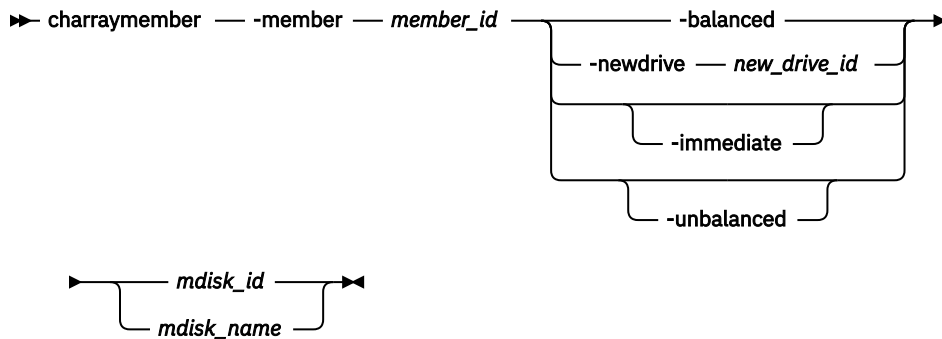 charraymember -member member_id -balanced
-newdrive new_drive_id
-immediate
-unbalanced
mdisk_id
mdisk_name